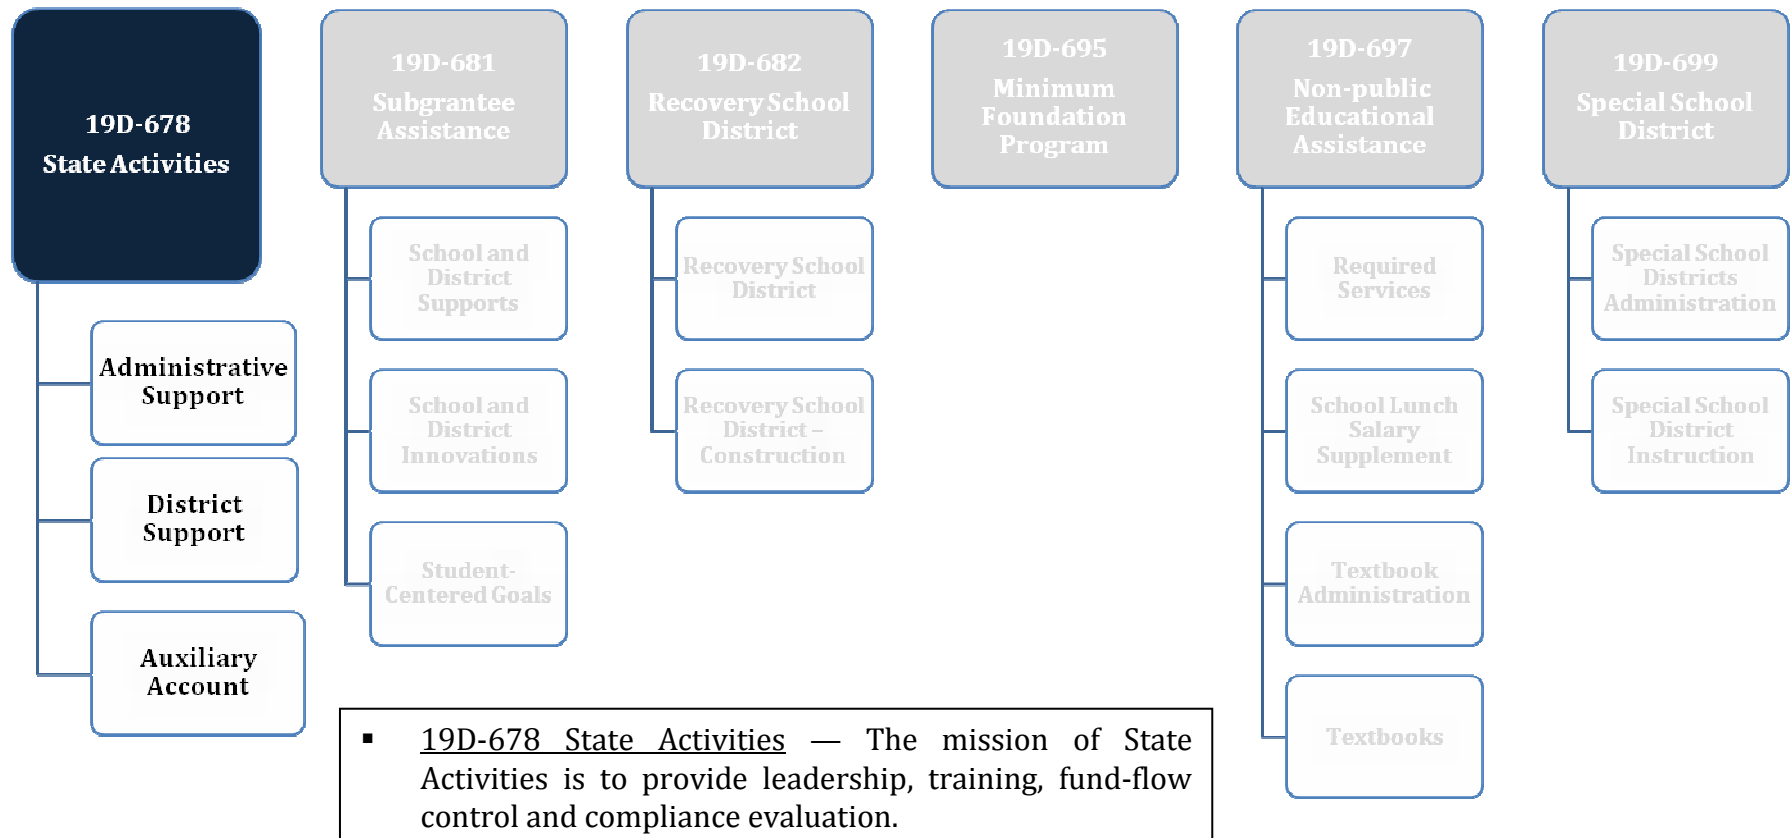 19D-678
State Activities
Administrative
Support
District
Support
Auxiliary
Account
19D-681
Subgrantee
Assistance
School and
District
Supports
School and
District
Innovations
Student-
Centered Goals
19D-682
Recovery School
District
Recovery School
District
Recovery School
District –
Construction
19D-695
Minimum
Foundation
Program
19D-697
Non-public
Educational
Assistance
Required
Services
School Lunch
Salary
Supplement
Textbook
Administration
Textbooks
19D-699
Special School
District
Special School
Districts
Administration
Special School
District
Instruction
▪ 19D-678 State Activities — The mission of State
Activities is to provide leadership, training, fund-flow
control and compliance evaluation.